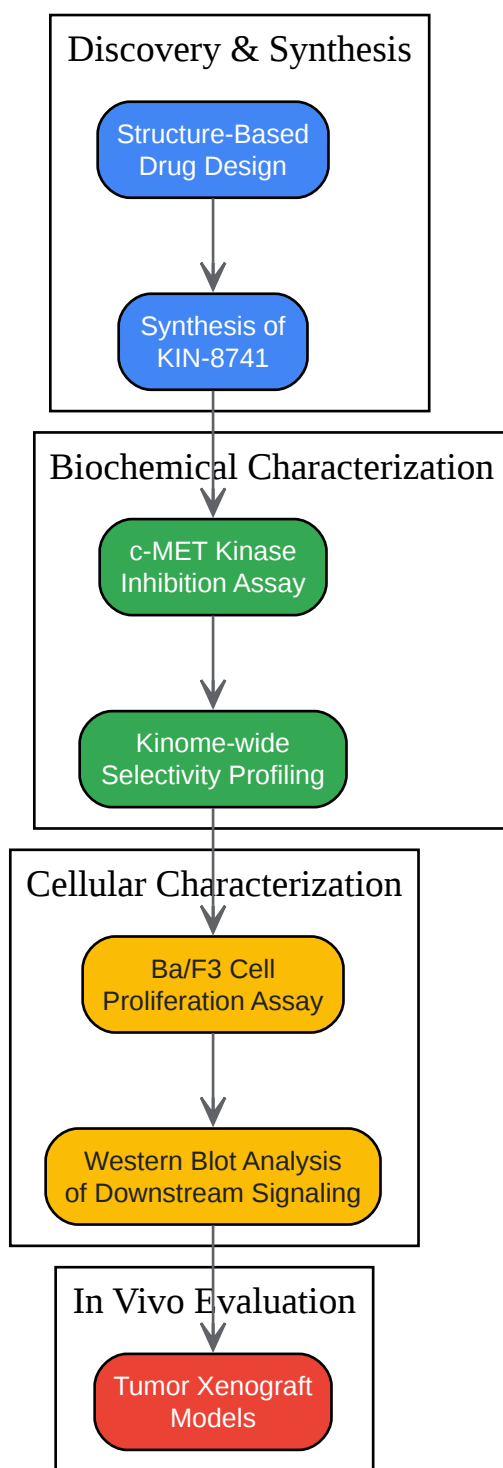 Discovery & Synthesis
Structure-Based
Drug Design
Synthesis of
KIN-8741
Biochemical Characterization
c-MET Kinase
Inhibition Assay
Kinome-wide
Selectivity Profiling
Cellular Characterization
Ba/F3 Cell
Proliferation Assay
Western Blot Analysis
of Downstream Signaling
In Vivo Evaluation
Tumor Xenograft
Models